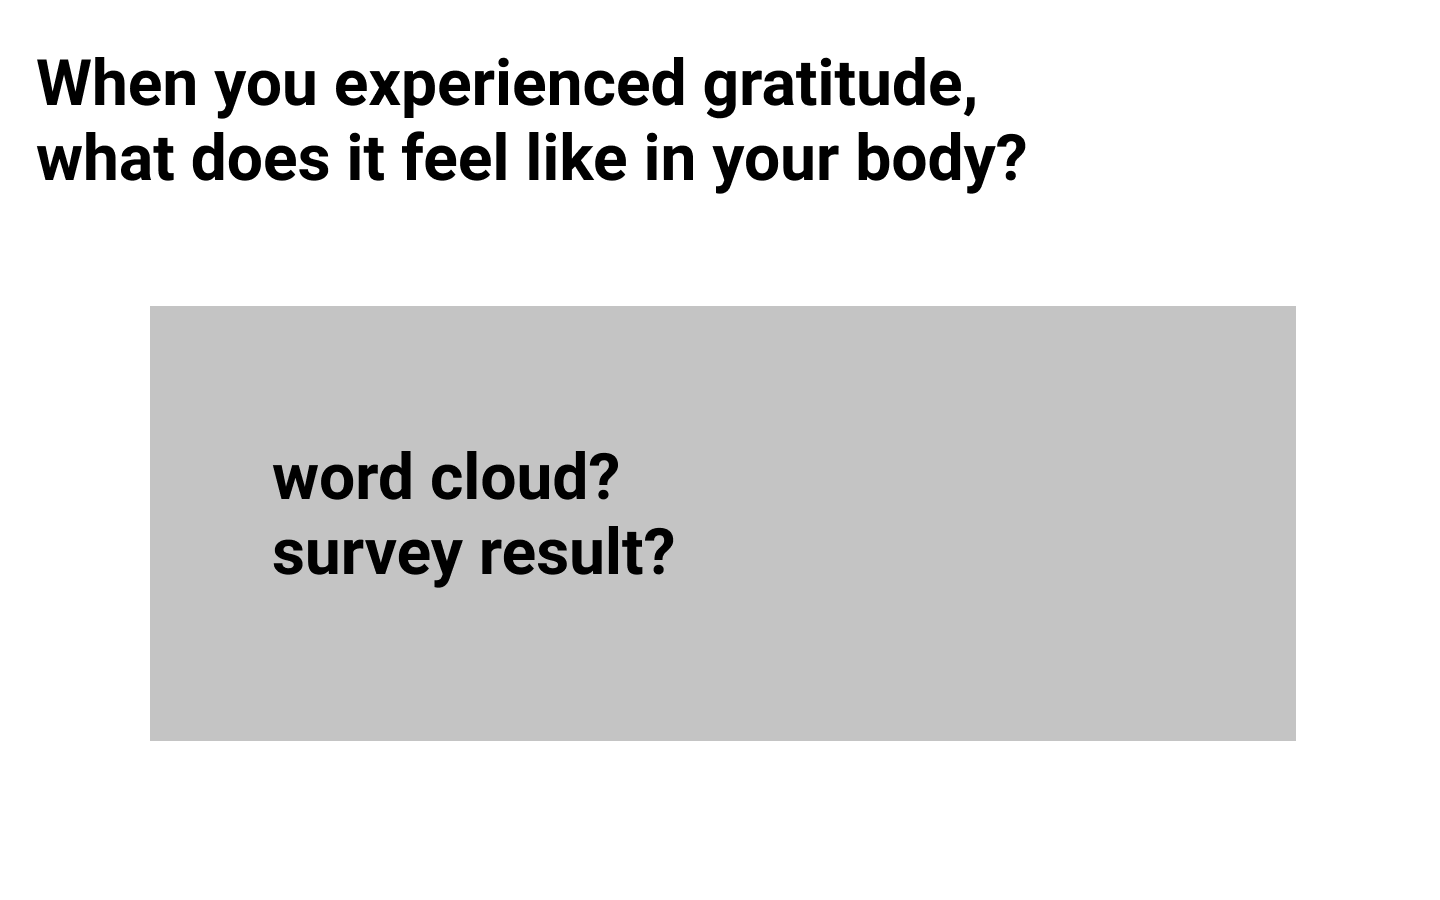 When you experienced gratitude,
what does it feel like in your body?
word cloud?
survey result?